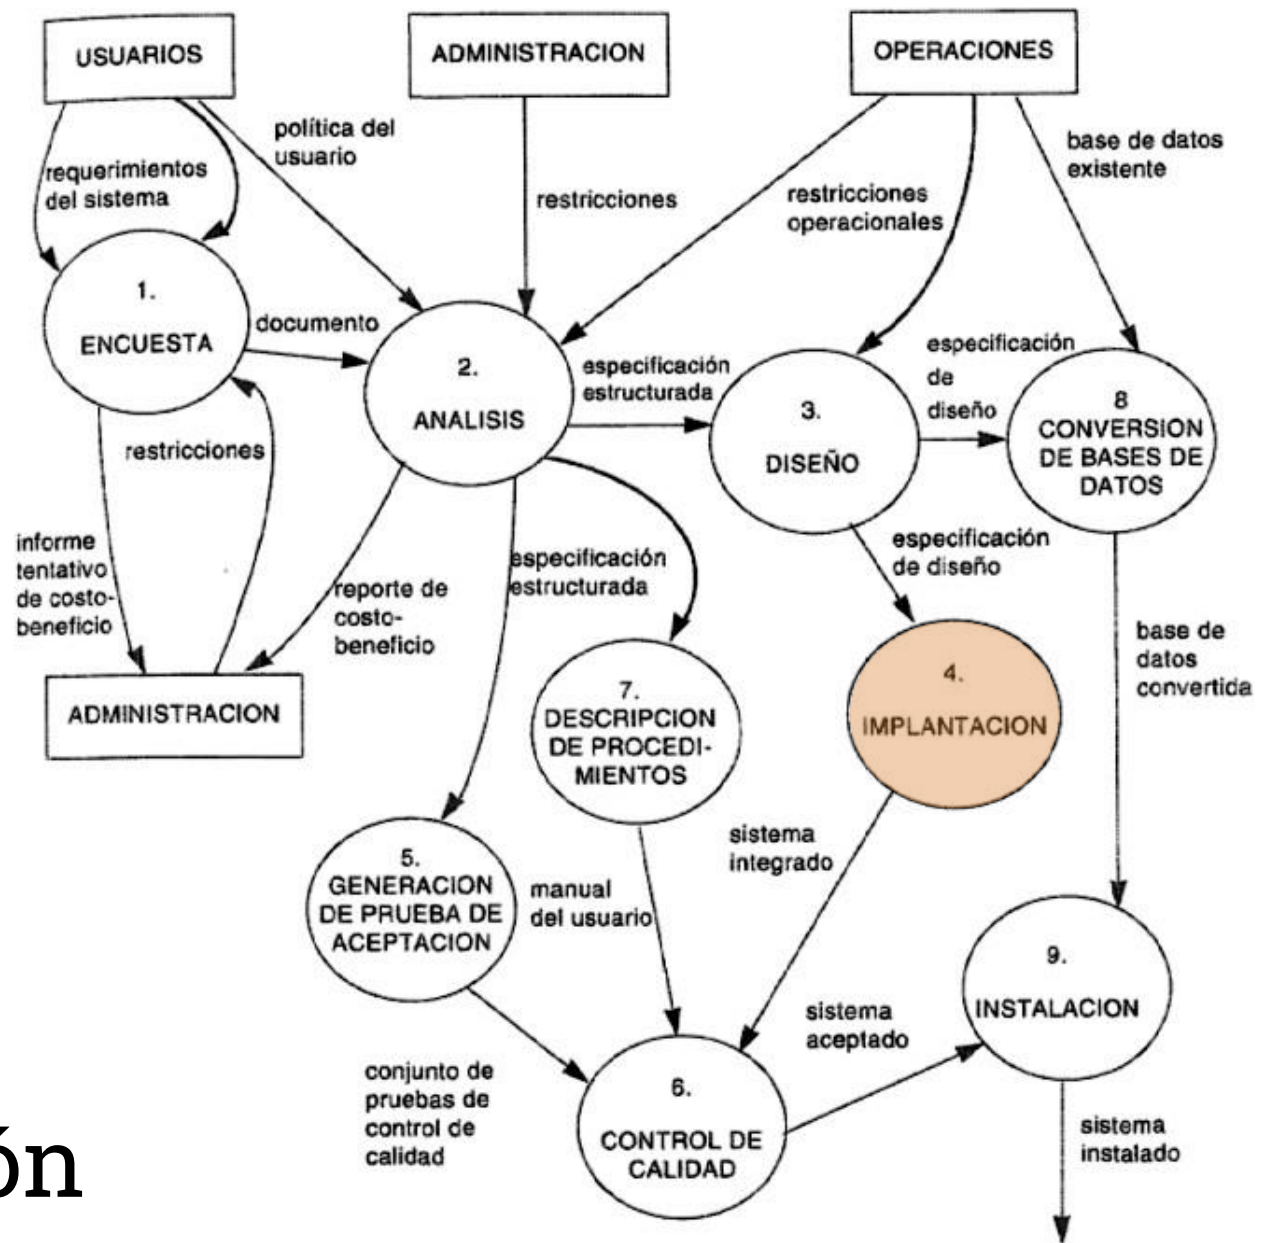 USUARIOS
ADMINISTRACION
OPERACIONES
política del
usuario
base de datos
existente
requerimientos
del sistema
restricciones
restricciones
operacionales
1.
ENCUESTA
documento
2.
ANALISIS
especificación
estructurada
especificación
de
diseño
3.
DISEÑO
8
CONVERSION
DE BASES DE
DATOS
restricciones
informe
tentativo
de costo-
beneficio
reporte de
costo-
beneficio
especificación
estructurada
especificación
de diseño
base de
datos
convertida
ADMINISTRACION
7.
DESCRIPCION
DE PROCEDI-
MIENTOS
4.
IMPLANTACION
5.
GENERACION
DE PRUEBA DE
ACEPTACION
manual
del usuario
sistema
integrado
9.
INSTALACION
sistema
aceptado
conjunto de
pruebas de
control de
calidad
6.
CONTROL DE
CALIDAD
sistema
instalado
ón